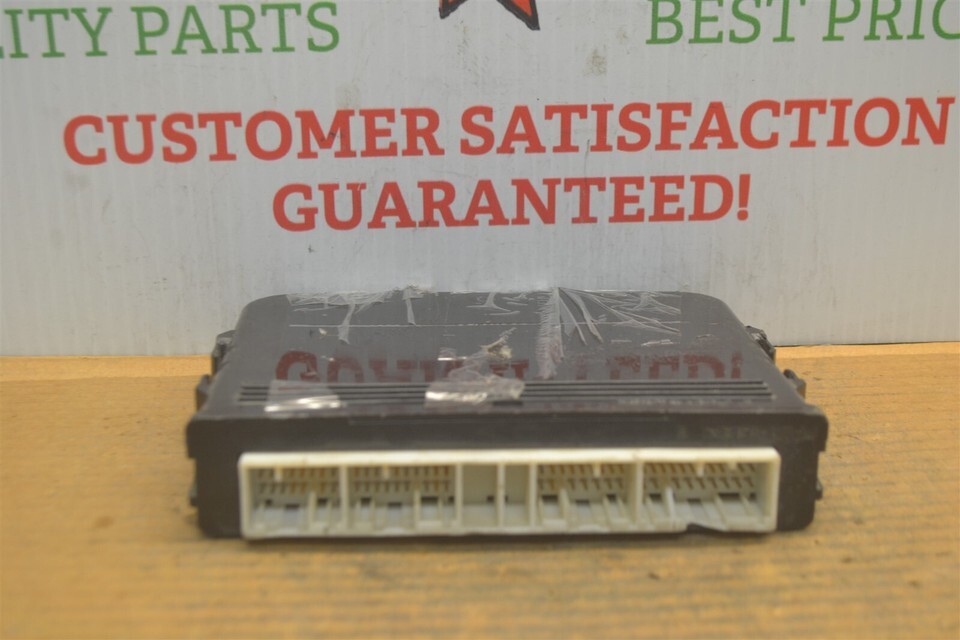 ITY PARTS
BEST PRIC
CUSTOMER SATISFACTION
GUARANTEED!